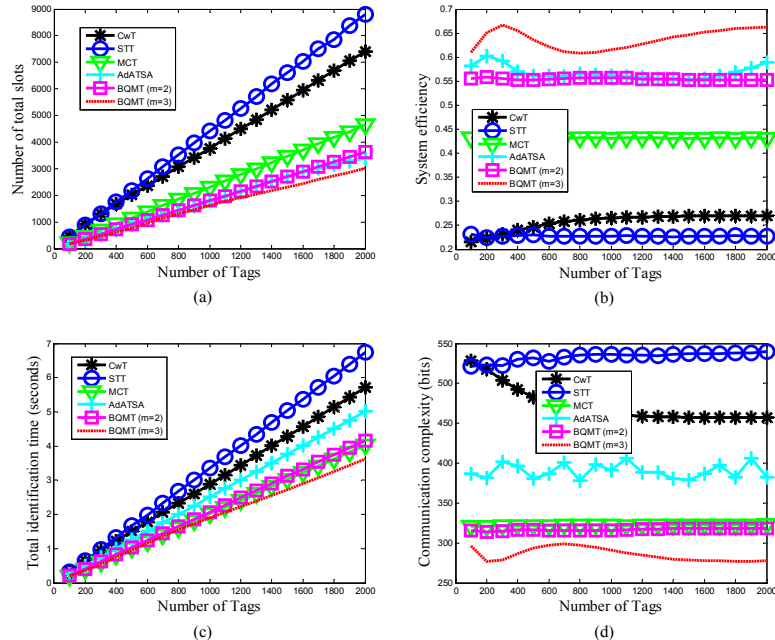 9000
8000
7000
6000
5000
4000
3000
2000
1000
0
0 200 400 600 800 1000 1200 1400 1600 1800 2000
Number of total slots
Number of Tags
CwT
STT
MCT
AdATSA
BQMT (m=2)
BQMT (m=3)
(a)
0.7
0.65
0.6
0.55
0.5
0.45
0.4
0.35
0.3
0.25
0.2
0 200 400 600 800 1000 1200 1400 1600 1800 2000
System efficiency
Number of Tags
CwT
STT
MCT
AdATSA
BQMT (m=2)
BQMT (m=3)
(b)
7
6
5
4
3
2
1
0
0 200 400 600 800 1000 1200 1400 1600 1800 2000
Total identification time (seconds)
Number of Tags
CwT
STT
MCT
AdATSA
BQMT (m=2)
BQMT (m=3)
(c)
550
500
450
400
350
300
250
0 200 400 600 800 1000 1200 1400 1600 1800 2000
Communication complexity (bits)
Number of Tags
CwT
STT
MCT
AdATSA
BQMT (m=2)
BQMT (m=3)
(d)